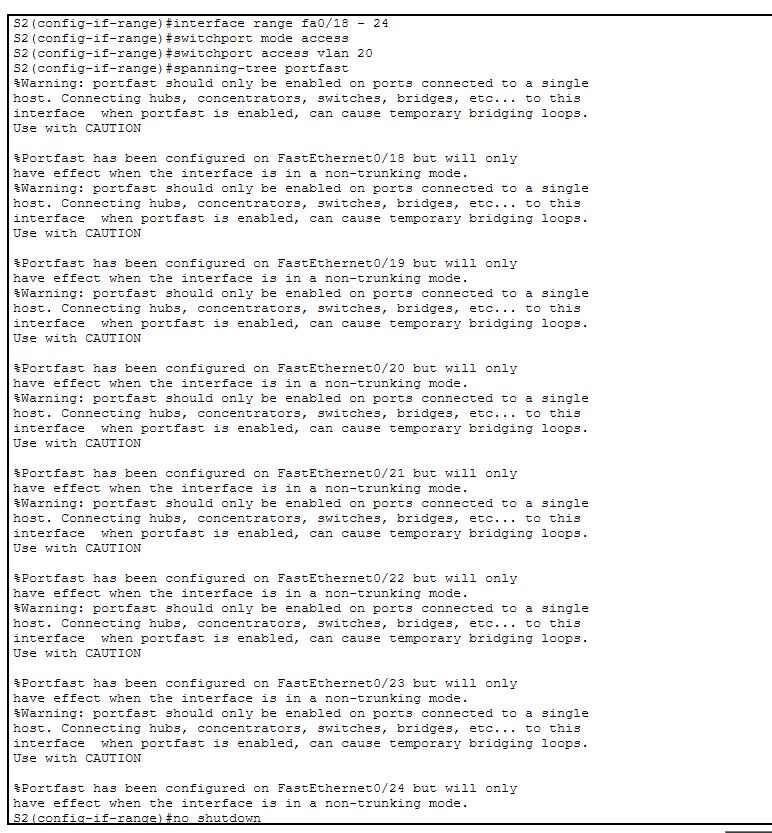 S2(config-if-range)#interface range fa0/18 - 24
S2(config-if-range)#switchport mode access
S2(config-if-range)#switchport access vlan 20
S2(config-if-range)#spanning-tree portfast
%Warning: portfast should only be enabled on ports connected to a single
host. Connecting hubs, concentrators, switches, bridges, etc... to this
interface  when portfast is enabled, can cause temporary bridging loops.
Use with CAUTION

%Portfast has been configured on FastEthernet0/18 but will only
have effect when the interface is in a non-trunking mode.
%Warning: portfast should only be enabled on ports connected to a single
host. Connecting hubs, concentrators, switches, bridges, etc... to this
interface  when portfast is enabled, can cause temporary bridging loops.
Use with CAUTION

%Portfast has been configured on FastEthernet0/19 but will only
have effect when the interface is in a non-trunking mode.
%Warning: portfast should only be enabled on ports connected to a single
host. Connecting hubs, concentrators, switches, bridges, etc... to this
interface  when portfast is enabled, can cause temporary bridging loops.
Use with CAUTION

%Portfast has been configured on FastEthernet0/20 but will only
have effect when the interface is in a non-trunking mode.
%Warning: portfast should only be enabled on ports connected to a single
host. Connecting hubs, concentrators, switches, bridges, etc... to this
interface  when portfast is enabled, can cause temporary bridging loops.
Use with CAUTION

%Portfast has been configured on FastEthernet0/21 but will only
have effect when the interface is in a non-trunking mode.
%Warning: portfast should only be enabled on ports connected to a single
host. Connecting hubs, concentrators, switches, bridges, etc... to this
interface  when portfast is enabled, can cause temporary bridging loops.
Use with CAUTION

%Portfast has been configured on FastEthernet0/22 but will only
have effect when the interface is in a non-trunking mode.
%Warning: portfast should only be enabled on ports connected to a single
host. Connecting hubs, concentrators, switches, bridges, etc... to this
interface  when portfast is enabled, can cause temporary bridging loops.
Use with CAUTION

%Portfast has been configured on FastEthernet0/23 but will only
have effect when the interface is in a non-trunking mode.
%Warning: portfast should only be enabled on ports connected to a single
host. Connecting hubs, concentrators, switches, bridges, etc... to this
interface  when portfast is enabled, can cause temporary bridging loops.
Use with CAUTION

%Portfast has been configured on FastEthernet0/24 but will only
have effect when the interface is in a non-trunking mode.
S2(config-if-range)#no shutdown